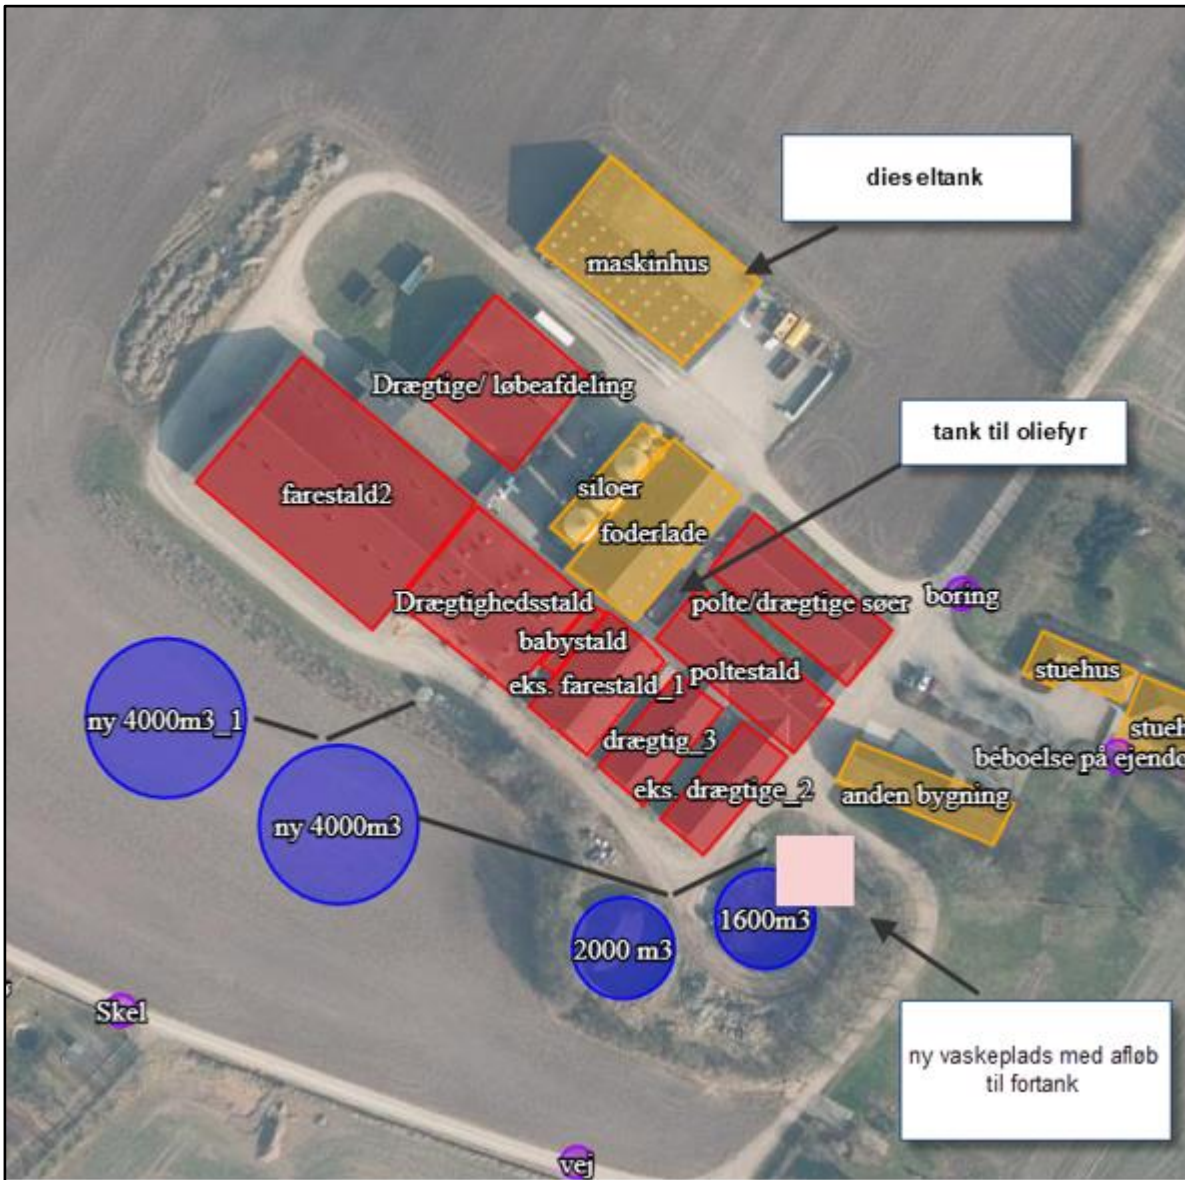 dieseltank
maskinhus
Drægtige/ løbeafdeling
tank til oliefyr
siloer
farestald2
foderlade
Drægtighedsstald
polte/drægtige søer
boring
babystald
eks. farestald_1
poltestald
stuehus
ny 4000m3_1
drægtig_3
stueh
beboelse på ejendo
eks. drægtige_2
anden bygning
ny 4000m3
1600m3
2000 m3
Skel
ny vaskeplads med afløb
til fortank
vej